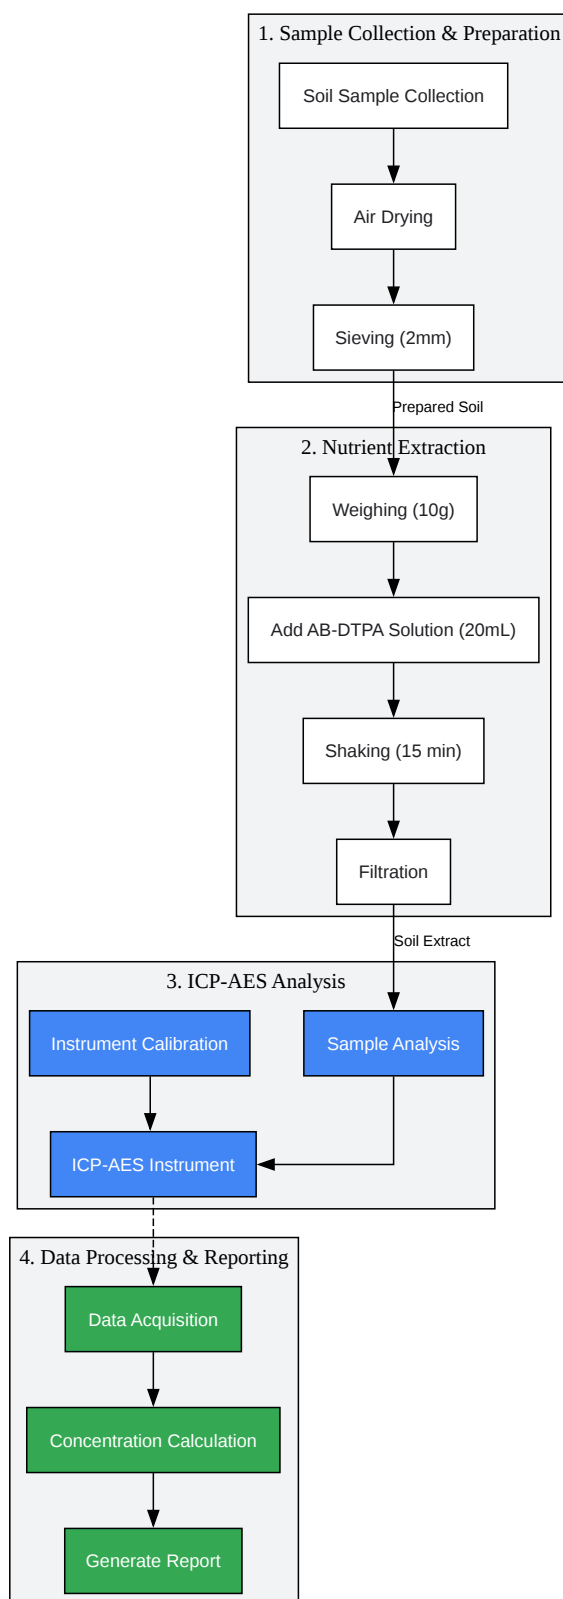 1. Sample Collection & Preparation
Soil Sample Collection
Air Drying
Sieving (2mm)
Prepared Soil
2. Nutrient Extraction
Weighing (10g)
Add AB-DTPA Solution (20mL)
Shaking (15 min)
Filtration
Soil Extract
3. ICP-AES Analysis
Instrument Calibration
Sample Analysis
ICP-AES Instrument
4. Data Processing & Reporting
Data Acquisition
Concentration Calculation
Generate Report